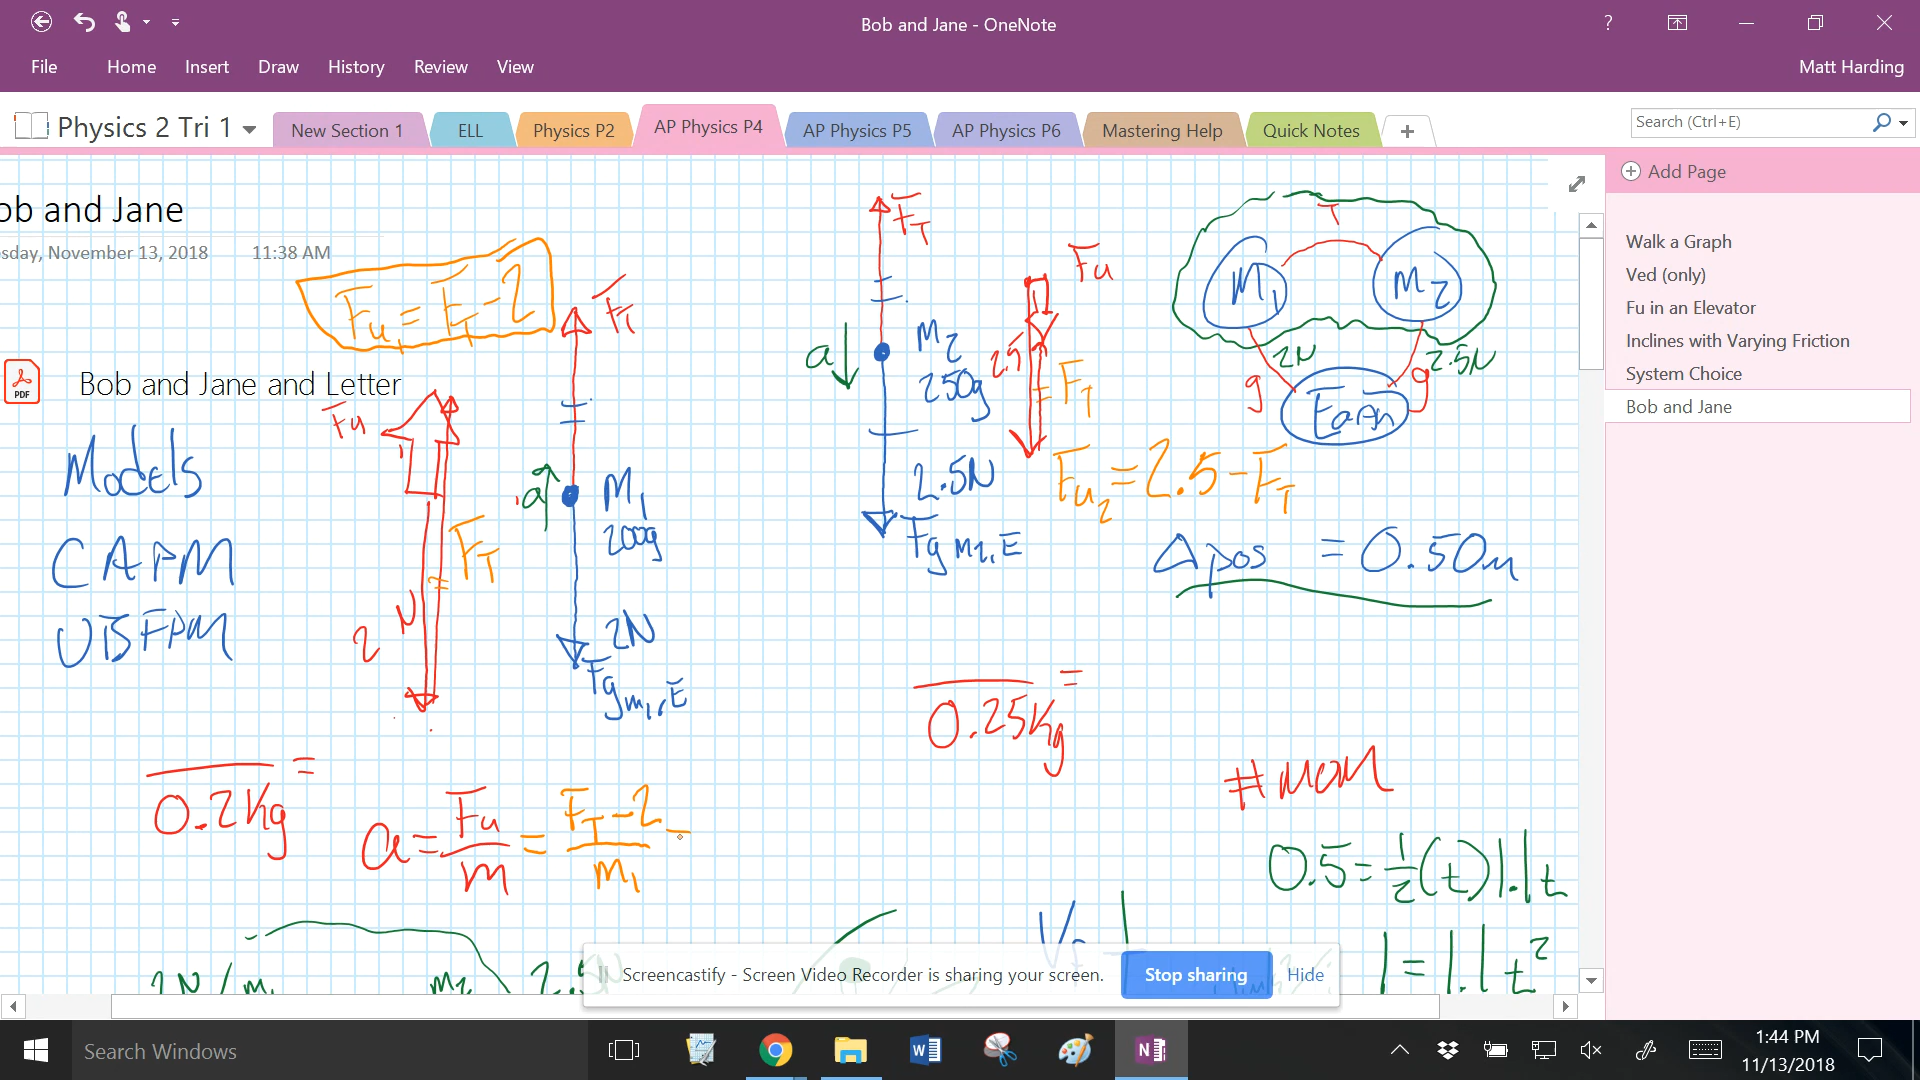 Bob and Jane - OneNote
?
File Home Insert Draw History Review View
Matt Harding
Physics 2 Tri 1
New Section 1
ELL
Physics P2
AP Physics P4
AP Physics P5
AP Physics P6
Mastering Help
Quick Notes
+
Search (Ctrl+E)
Add Page
Walk a Graph
Ved (only)
Fu in an Elevator
Inclines with Varying Friction
System Choice
Bob and Jane
ob and Jane
sday, November 13, 2018 11:38 AM
Fu₁ = FT - 2
PDF
Bob and Jane and Letter
Models
CAPM
UBFPM
Fu
FT
=
2 N
FT
a
M₁
200g
2N
Fg m₁,E
FT
a
M₂
250g
2.5N
Fg M₂,E
Fu
2.5
= FT
Fu₂ = 2.5 - FT
T
M₁
M₂
2N
2.5N
g
g
Earth
Δpos = 0.50m
0.2kg =
a = Fu/m = (FT - 2)/m₁
0.25kg =
#MOM
0.5 = ½(t)1.1t
1 = 1.1t²
2N / m₁
m₂
Screencastify - Screen Video Recorder is sharing your screen.
Stop sharing
Hide
Search Windows
1:44 PM
11/13/2018